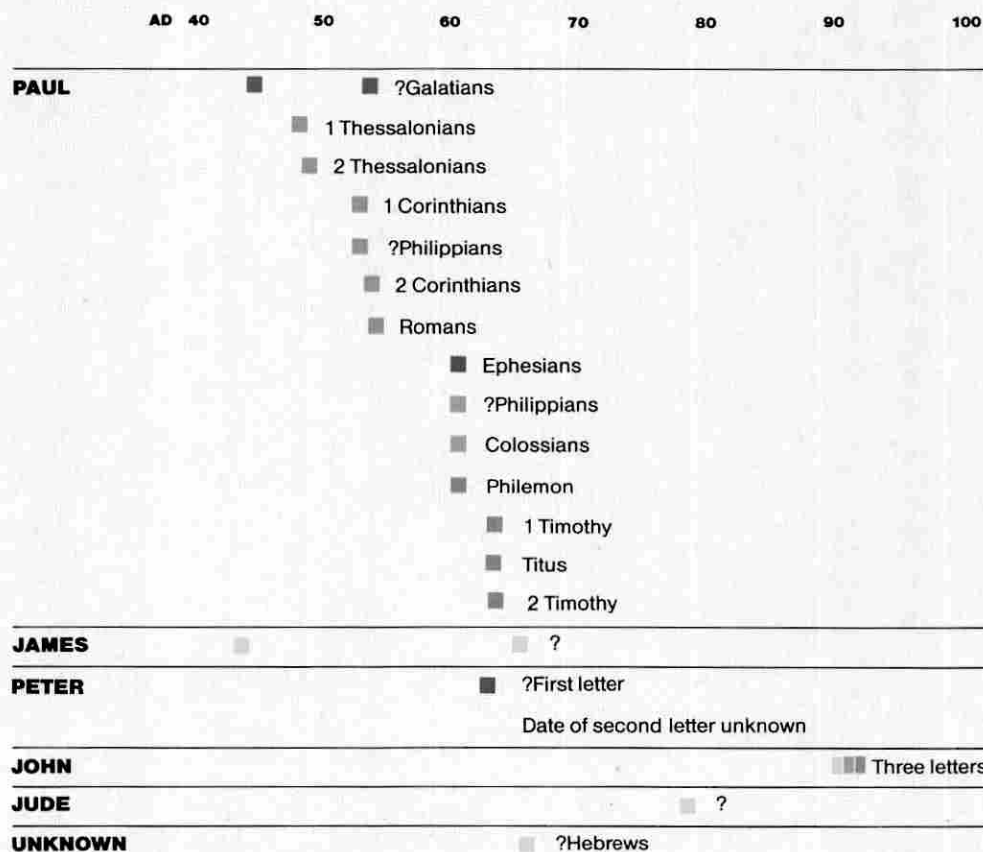 AD 40 50 60 70 80 90 100
PAUL ?Galatians
1 Thessalonians
2 Thessalonians
1 Corinthians
?Philippians
2 Corinthians
Romans
Ephesians
?Philippians
Colossians
Philemon
1 Timothy
Titus
2 Timothy
JAMES ?
PETER ?First letter
Date of second letter unknown
JOHN Three letters
JUDE ?
UNKNOWN ?Hebrews